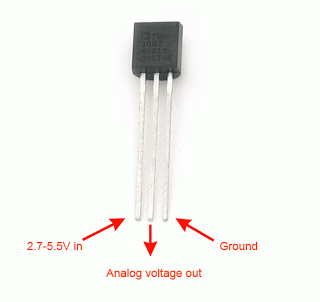 2.7-5.5V in
Ground
Analog voltage out